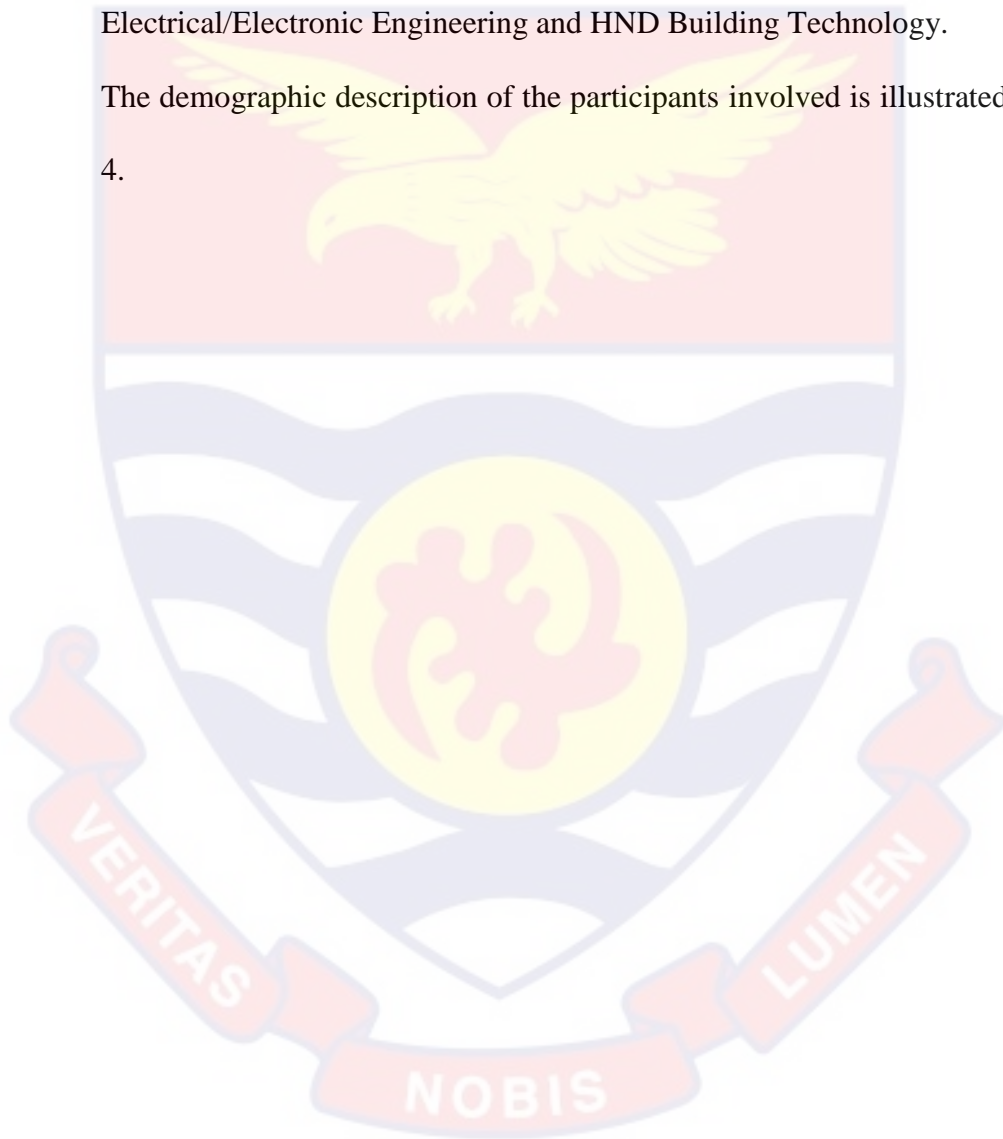 Electrical/Electronic Engineering and HND Building Technology.
The demographic description of the participants involved is illustrated
4.
VERITAS
NOBIS
LUMEN